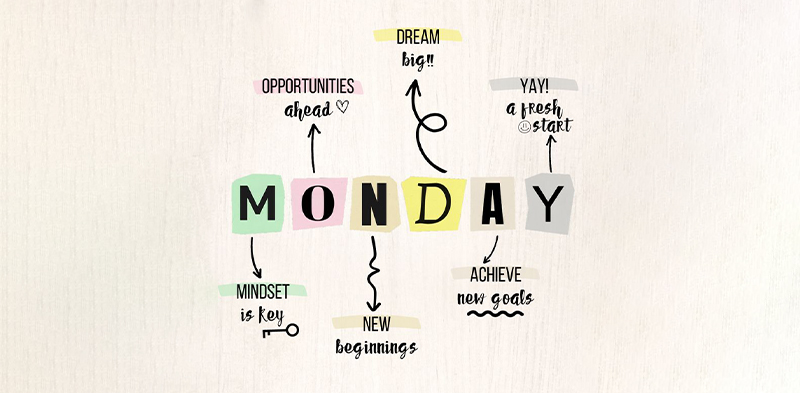 DREAM
big!!
OPPORTUNITIES
ahead
YAY!
a fresh
start
MONDAY
MINDSET
is key
NEW
beginnings
ACHIEVE
new goals